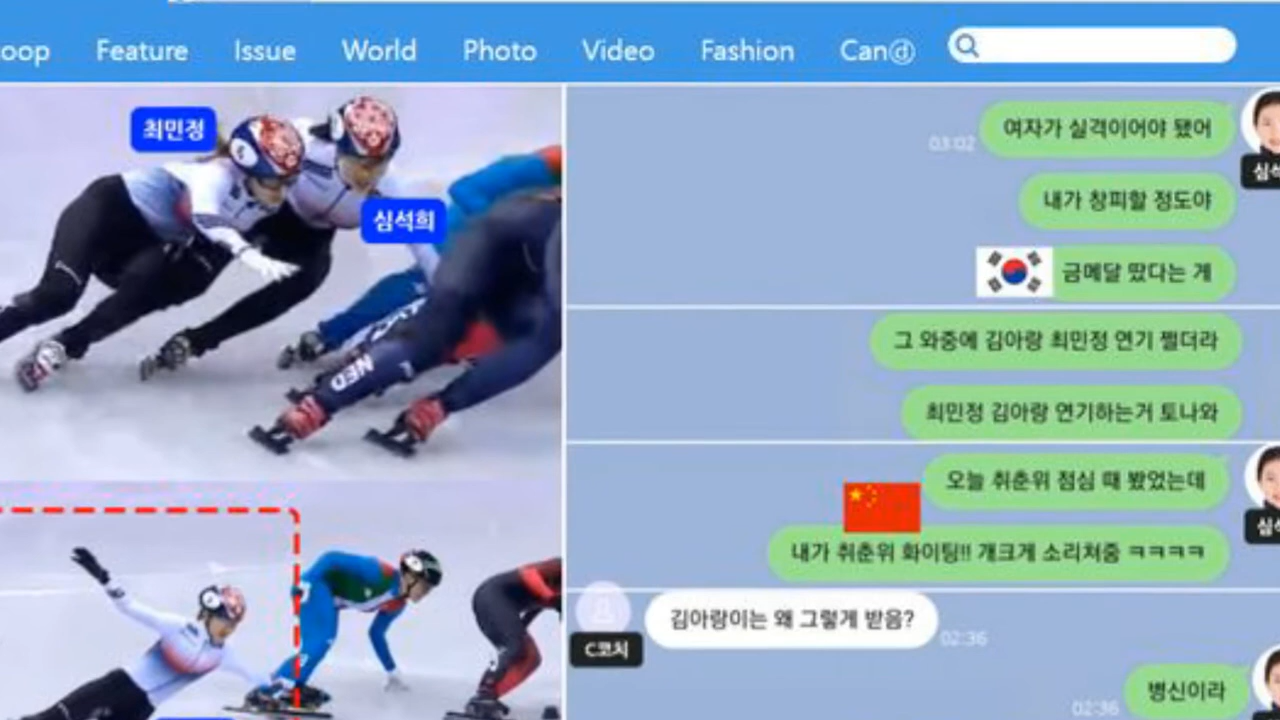 oop Feature Issue World Photo Video Fashion Canⓓ
최민정
심석희
NED
03:02 여자가 실격이어야 됐어
심석
내가 창피할 정도야
금메달 땄다는 게
그 와중에 김아랑 최민정 연기 쩔더라
최민정 김아랑 연기하는거 토나와
오늘 취춘위 점심 때 봤었는데
심석
내가 취춘위 화이팅!! 개크게 소리쳐줌 ㅋㅋㅋㅋ
김아랑이는 왜 그렇게 받음?
C코치 02:36
병신이라
02:36